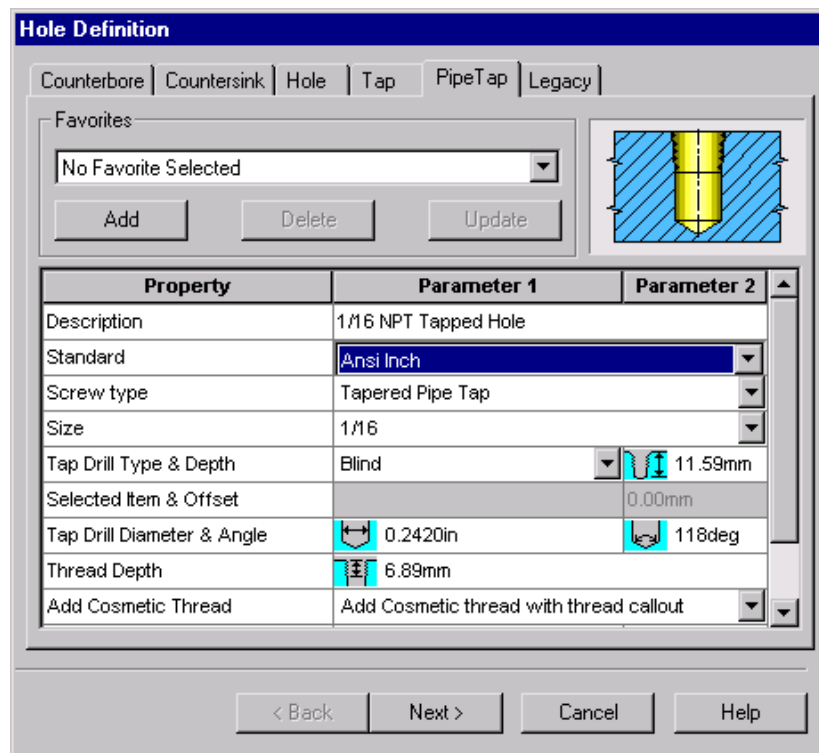 Hole Definition
Counterbore Countersink Hole Tap PipeTap Legacy
Favorites
No Favorite Selected
Add Delete Update
Property Parameter 1 Parameter 2
Description 1/16 NPT Tapped Hole
Standard Ansi Inch
Screw type Tapered Pipe Tap
Size 1/16
Tap Drill Type & Depth Blind 11.59mm
Selected Item & Offset 0.00mm
Tap Drill Diameter & Angle 0.2420in 118deg
Thread Depth 6.89mm
Add Cosmetic Thread Add Cosmetic thread with thread callout
< Back Next > Cancel Help